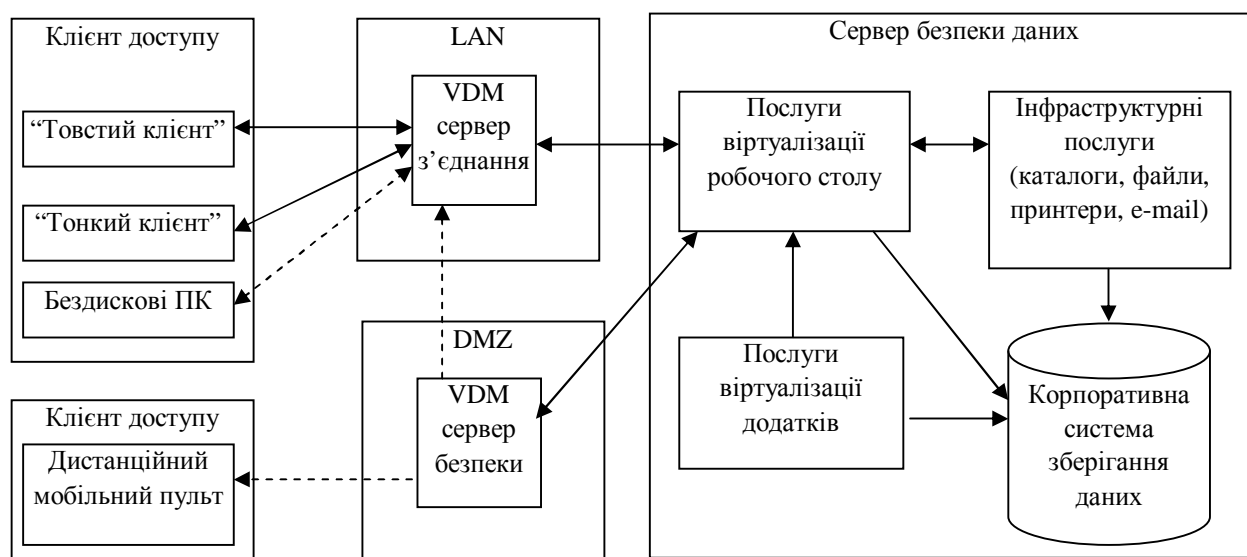 Клієнт доступу
“Товстий клієнт”
“Тонкий клієнт”
Бездискові ПК
Клієнт доступу
Дистанційний
мобільний пульт
LAN
VDM
сервер
з’єднання
DMZ
VDM
сервер
безпеки
Сервер безпеки даних
Послуги
віртуалізації
робочого столу
Інфраструктурні
послуги
(каталоги, файли,
принтери, e-mail)
Послуги
віртуалізації
додатків
Корпоративна
система
зберігання
даних